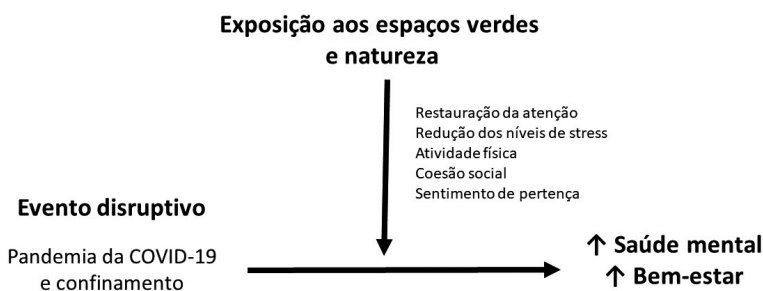 Exposição aos espaços verdes
e natureza
Restauração da atenção
Redução dos níveis de stress
Atividade física
Coesão social
Sentimento de pertença
Evento disruptivo
Pandemia da COVID-19
e confinamento
↑ Saúde mental
↑ Bem-estar